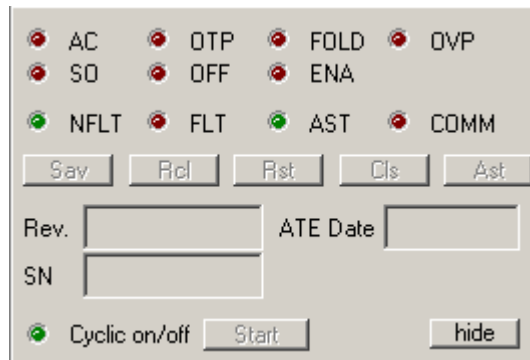 AC OTP FOLD OVP
SO OFF ENA
NFLT FLT AST COMM
Sav Rcl Rst Cls Ast
Rev. ATE Date
SN
Cyclic on/off Start hide